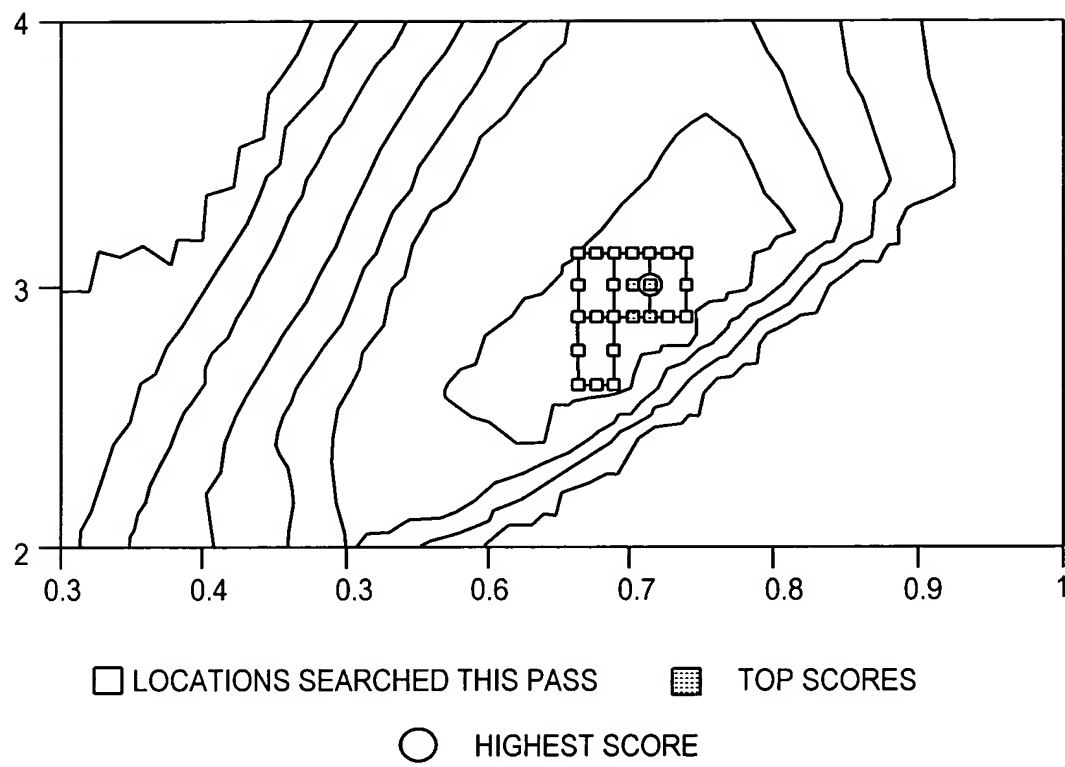 4
3
2
0.3 0.4 0.3 0.6 0.7 0.8 0.9 1
LOCATIONS SEARCHED THIS PASS TOP SCORES
HIGHEST SCORE